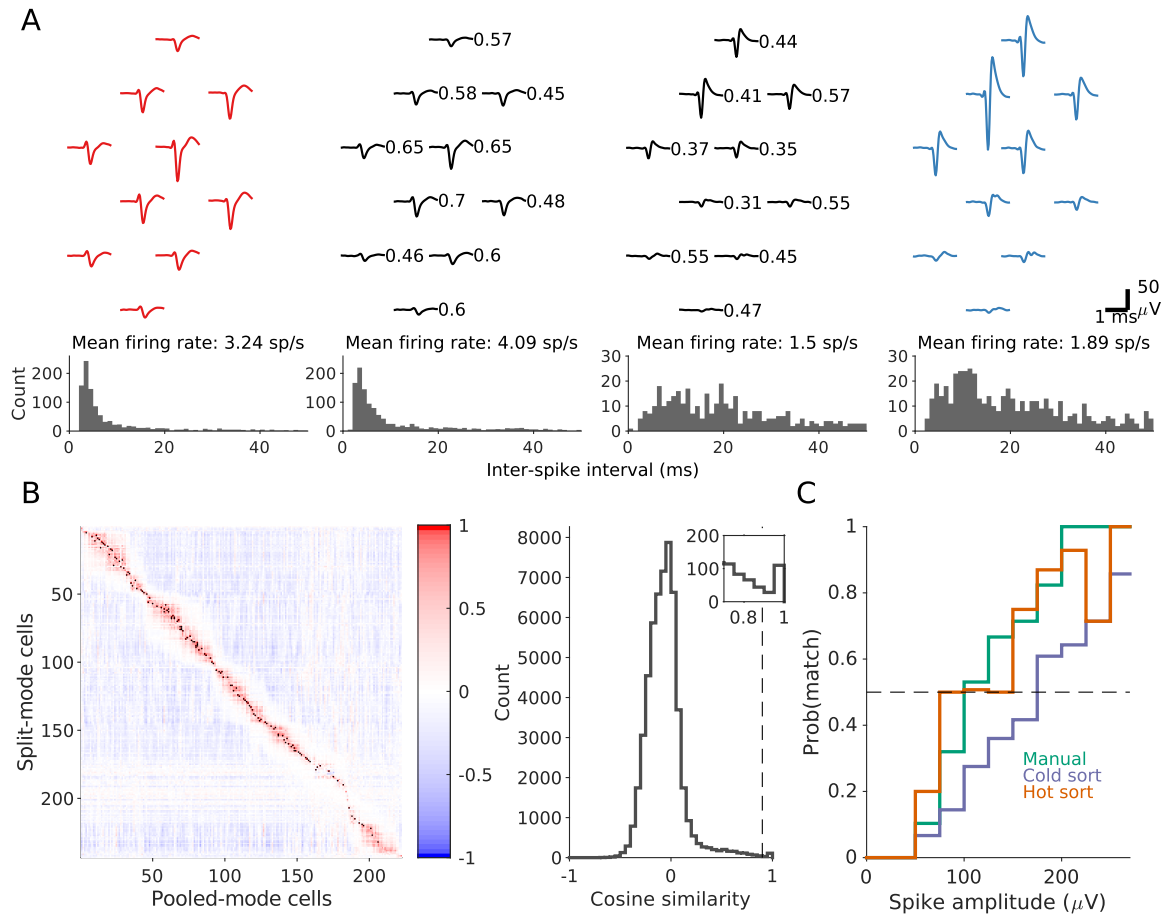 A
0.57
0.44
0.58
0.45
0.41
0.57
0.65
0.65
0.37
0.35
0.7
0.48
0.31
0.55
0.46
0.6
0.55
0.45
0.6
0.47
50
μV
1 ms
Mean firing rate: 3.24 sp/s
Mean firing rate: 4.09 sp/s
Mean firing rate: 1.5 sp/s
Mean firing rate: 1.89 sp/s
Count
200
100
0
0 20 40
200
100
0
0 20 40
30
20
10
0
0 20 40
30
20
10
0
0 20 40
Inter-spike interval (ms)
B
Split-mode cells
50
100
150
200
50 100 150 200
Pooled-mode cells
1
0.5
0
-0.5
-1
Count
8000
7000
6000
5000
4000
3000
2000
1000
0
-1 0 1
Cosine similarity
200
100
0
0.8 1
C
Prob(match)
1
0.8
0.6
0.4
0.2
0
0 100 200
Spike amplitude (μV)
Manual
Cold sort
Hot sort